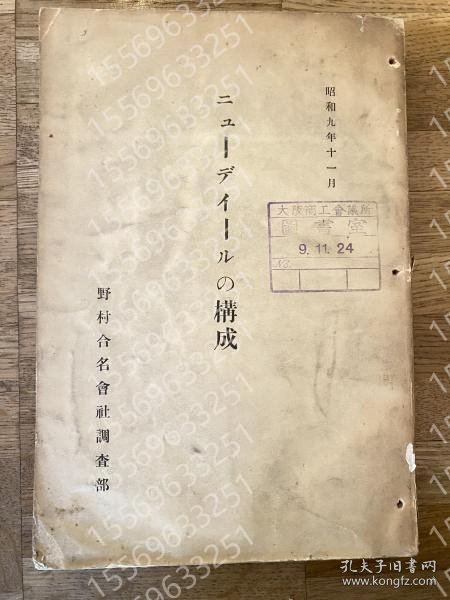 昭和九年十一月
ニューディールの構成
野村合名會社調査部
大阪商工會議所
圖書室
9.11.24
No.
15569633251
孔夫子旧书网
www.kongfz.com